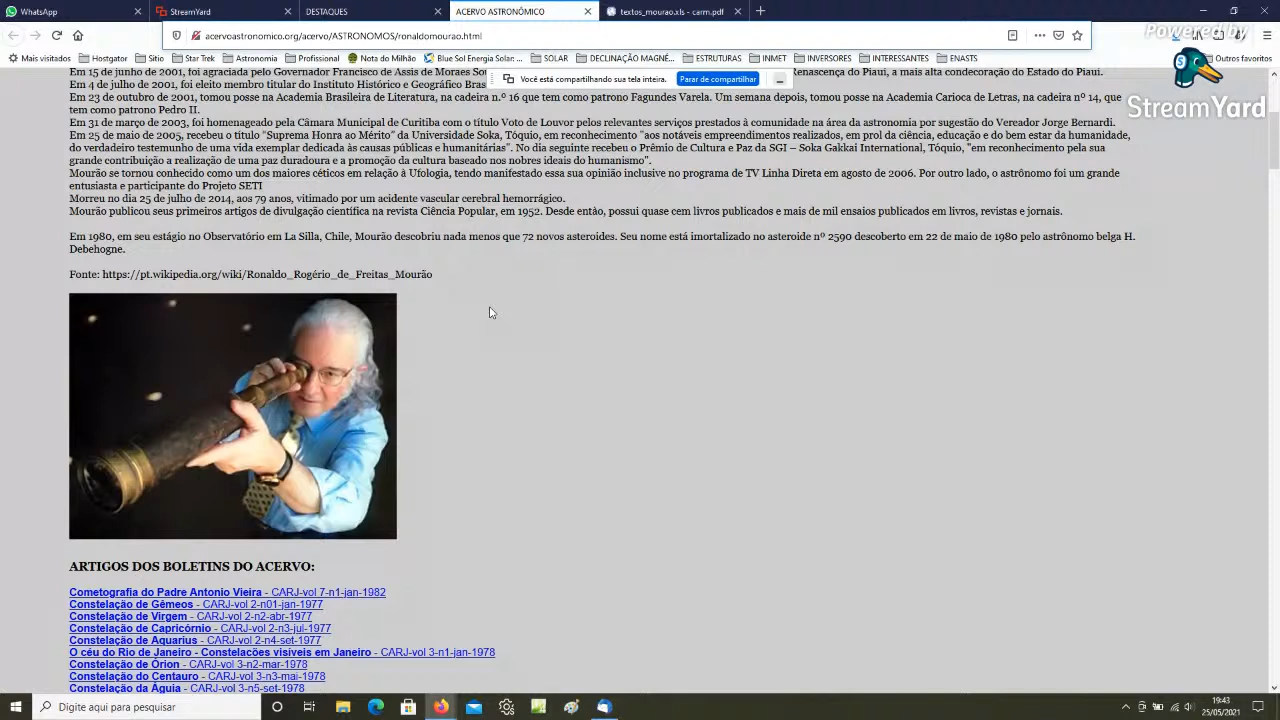 WhatsApp
StreamYard
DESTAQUES
ACERVO ASTRONÔMICO
textos_mourao.xls - carm.pdf
acervoastronomico.org/acervo/ASTRONOMOS/ronaldomourao.html
Powered by
Mais visitados
Hostgator
Sitio
Star Trek
Astronomia
Profissional
Nota do Milhão
Blue Sol Energia Solar: ...
SOLAR
DECLINAÇÃO MAGNÉ...
ESTRUTURAS
INMET
INVERSORES
INTERESSANTES
ENASTS
Outros favoritos
Você está compartilhando sua tela inteira.
Parar de compartilhar
StreamYard
Em 15 de junho de 2001, foi agraciada pelo Governador Francisco de Assis de Moraes Sou
Renascença do Piauí, a mais alta condecoração do Estado do Piauí.
Em 4 de julho de 2001, foi eleito membro titular do Instituto Histórico e Geográfico Bras
Em 23 de outubro de 2001, tomou posse na Academia Brasileira de Literatura, na cadeira n.º 16 que tem como patrono Fagundes Varela. Um semana depois, tomou posse na Academia Carioca de Letras, na cadeira nº 14, que
tem como patrono Pedro II.
Em 31 de março de 2003, foi homenageado pela Câmara Municipal de Curitiba com o título Voto de Louvor pelos relevantes serviços prestados à comunidade na área da astronomia por sugestão do Vereador Jorge Bernardi.
Em 25 de maio de 2005, recebeu o título "Suprema Honra ao Mérito" da Universidade Soka, Tóquio, em reconhecimento "aos notáveis empreendimentos realizados, em prol da ciência, educação e do bem estar da humanidade,
do verdadeiro testemunho de uma vida exemplar dedicada às causas públicas e humanitárias". No dia seguinte recebeu o Prêmio de Cultura e Paz da SGI – Soka Gakkai International, Tóquio, "em reconhecimento pela sua
grande contribuição a realização de uma paz duradoura e a promoção da cultura baseado nos nobres ideais do humanismo".
Mourão se tornou conhecido como um dos maiores céticos em relação à Ufologia, tendo manifestado essa sua opinião inclusive no programa de TV Linha Direta em agosto de 2006. Por outro lado, o astrônomo foi um grande
entusiasta e participante do Projeto SETI
Morreu no dia 25 de julho de 2014, aos 79 anos, vitimado por um acidente vascular cerebral hemorrágico.
Mourão publicou seus primeiros artigos de divulgação científica na revista Ciência Popular, em 1952. Desde então, possui quase cem livros publicados e mais de mil ensaios publicados em livros, revistas e jornais.
Em 1980, em seu estágio no Observatório em La Silla, Chile, Mourão descobriu nada menos que 72 novos asteroides. Seu nome está imortalizado no asteroide nº 2590 descoberto em 22 de maio de 1980 pelo astrônomo belga H.
Debehogne.
Fonte: https://pt.wikipedia.org/wiki/Ronaldo_Rogério_de_Freitas_Mourão
ARTIGOS DOS BOLETINS DO ACERVO:
Cometografia do Padre Antonio Vieira - CARJ-vol 7-n1-jan-1982
Constelação de Gêmeos - CARJ-vol 2-n01-jan-1977
Constelação de Virgem - CARJ-vol 2-n2-abr-1977
Constelação de Capricórnio - CARJ-vol 2-n3-jul-1977
Constelação de Aquarius - CARJ-vol 2-n4-set-1977
O céu do Rio de Janeiro - Constelacões visíveis em Janeiro - CARJ-vol 3-n1-jan-1978
Constelação de Órion - CARJ-vol 3-n2-mar-1978
Constelação do Centauro - CARJ-vol 3-n3-mai-1978
Constelação da Águia - CARJ-vol 3-n5-set-1978
Digite aqui para pesquisar
19:43
25/05/2021